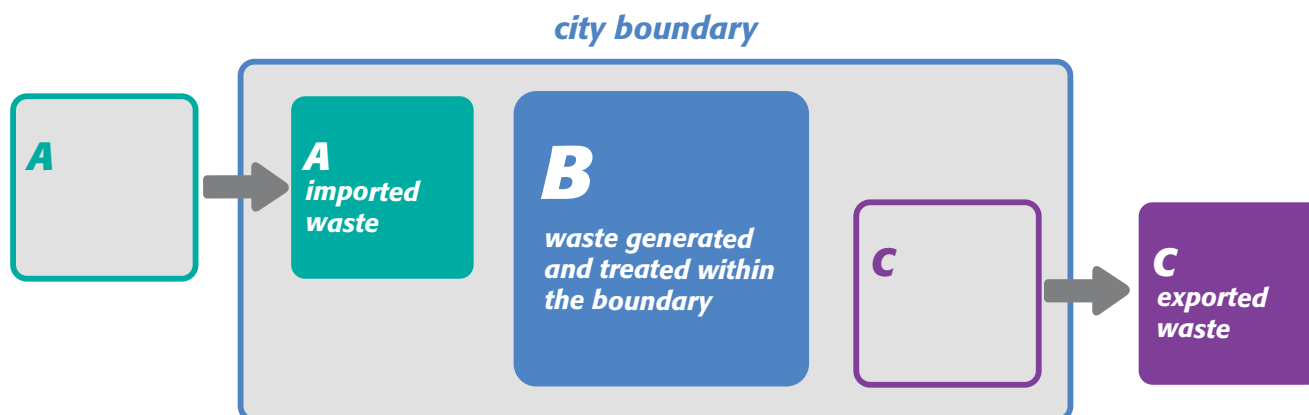 city boundary
A
A
imported
waste
B
waste generated
and treated within
the boundary
C
C
exported
waste